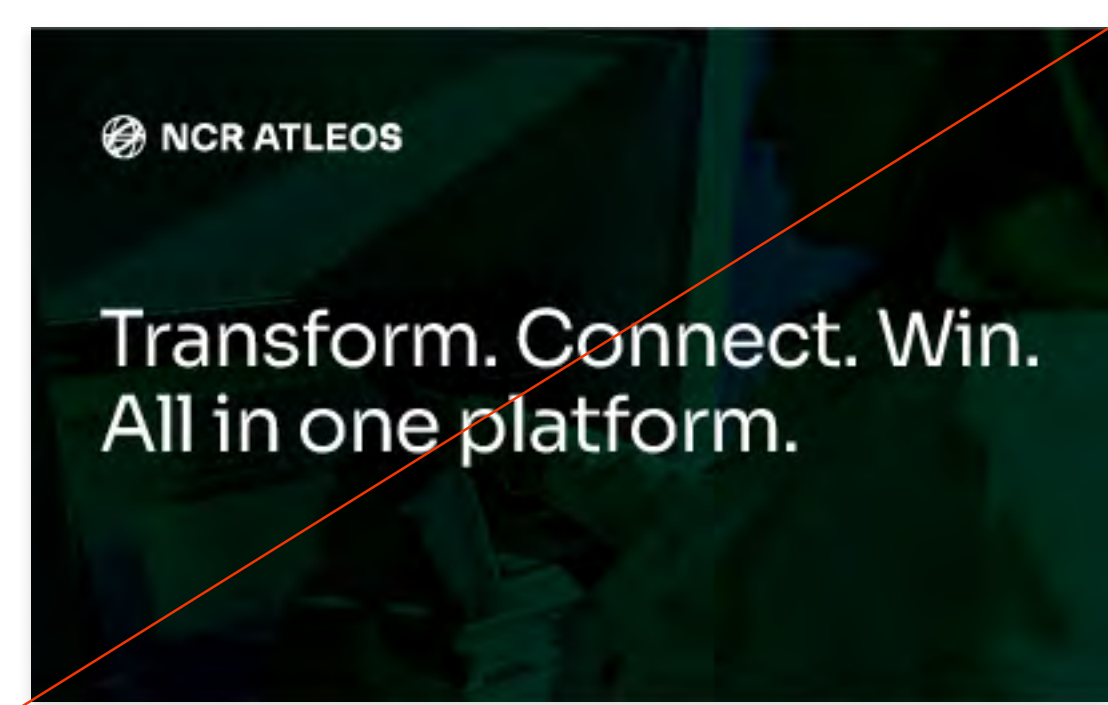 NCR ATLEOS
Transform. Connect. Win.
All in one platform.